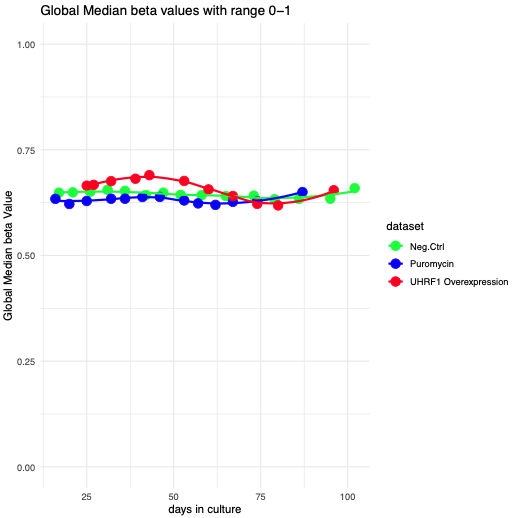 Global Median beta values with range 0−1
Global Median beta Value
1.00
0.75
0.50
0.25
0.00
25
50
75
100
days in culture
dataset
Neg.Ctrl
Puromycin
UHRF1 Overexpression